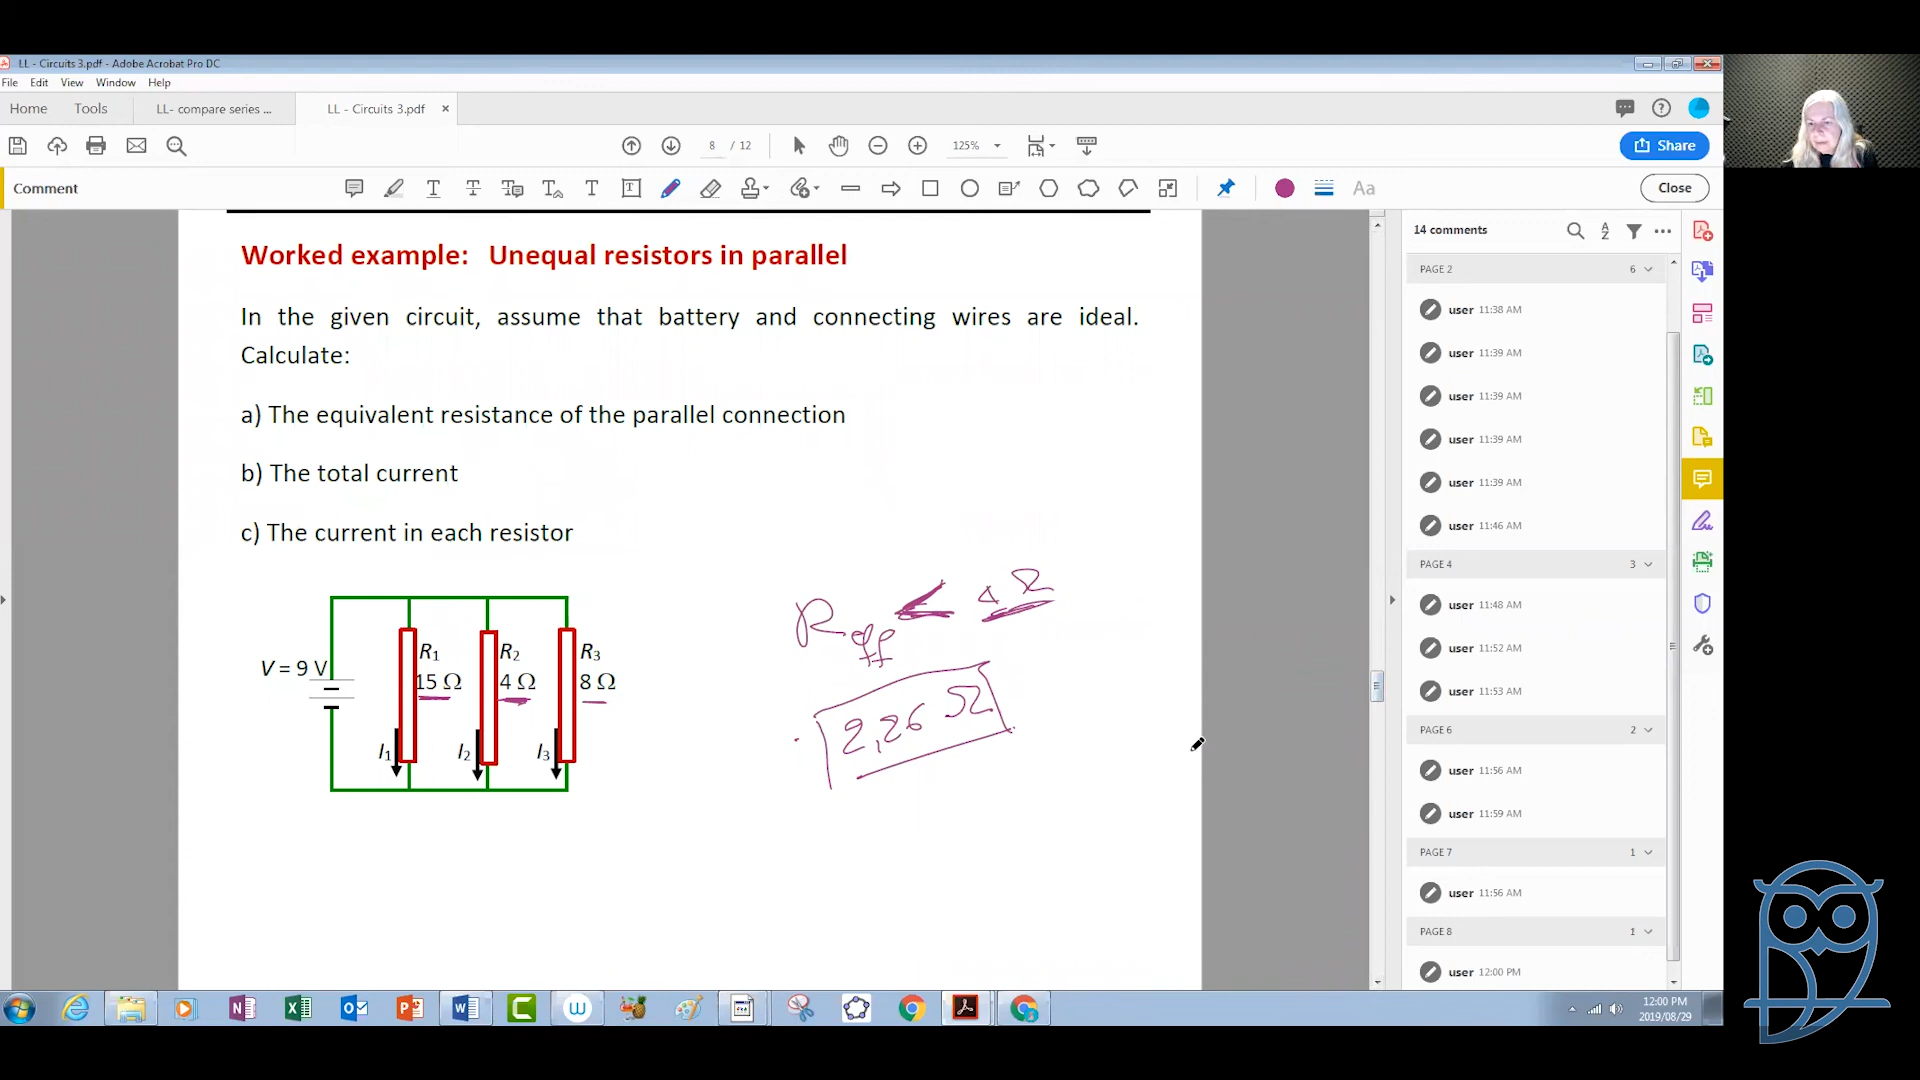 LL - Circuits 3.pdf - Adobe Acrobat Pro DC
File Edit View Window Help
Home Tools LL- compare series ... LL - Circuits 3.pdf ×
8 / 12 125% Share
Comment Aa Close
Worked example: Unequal resistors in parallel
In the given circuit, assume that battery and connecting wires are ideal.
Calculate:
a) The equivalent resistance of the parallel connection
b) The total current
c) The current in each resistor
R eff < 4 Ω
V = 9 V R1 R2 R3
15 Ω 4 Ω 8 Ω
2,26 Ω
I1 I2 I3
14 comments
PAGE 2 6
user 11:38 AM
user 11:39 AM
user 11:39 AM
user 11:39 AM
user 11:39 AM
user 11:46 AM
PAGE 4 3
user 11:48 AM
user 11:52 AM
user 11:53 AM
PAGE 6 2
user 11:56 AM
user 11:59 AM
PAGE 7 1
user 11:56 AM
PAGE 8 1
user 12:00 PM
12:00 PM
2019/08/29